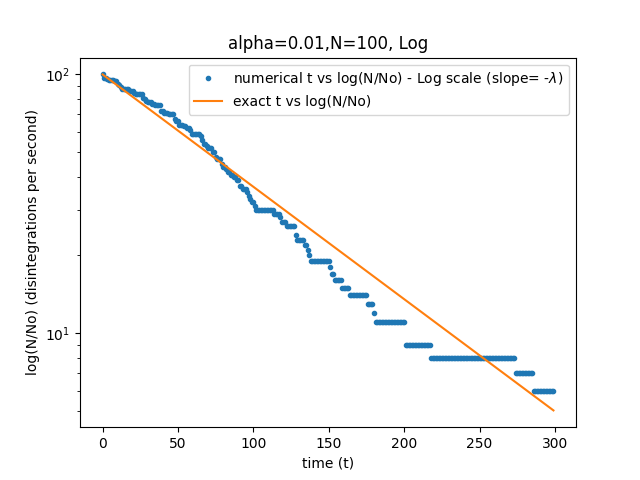 alpha=0.01,N=100, Log
numerical t vs log(N/No) - Log scale (slope= -λ)
exact t vs log(N/No)
log(N/No) (disintegrations per second)
10²
10¹
0 50 100 150 200 250 300
time (t)